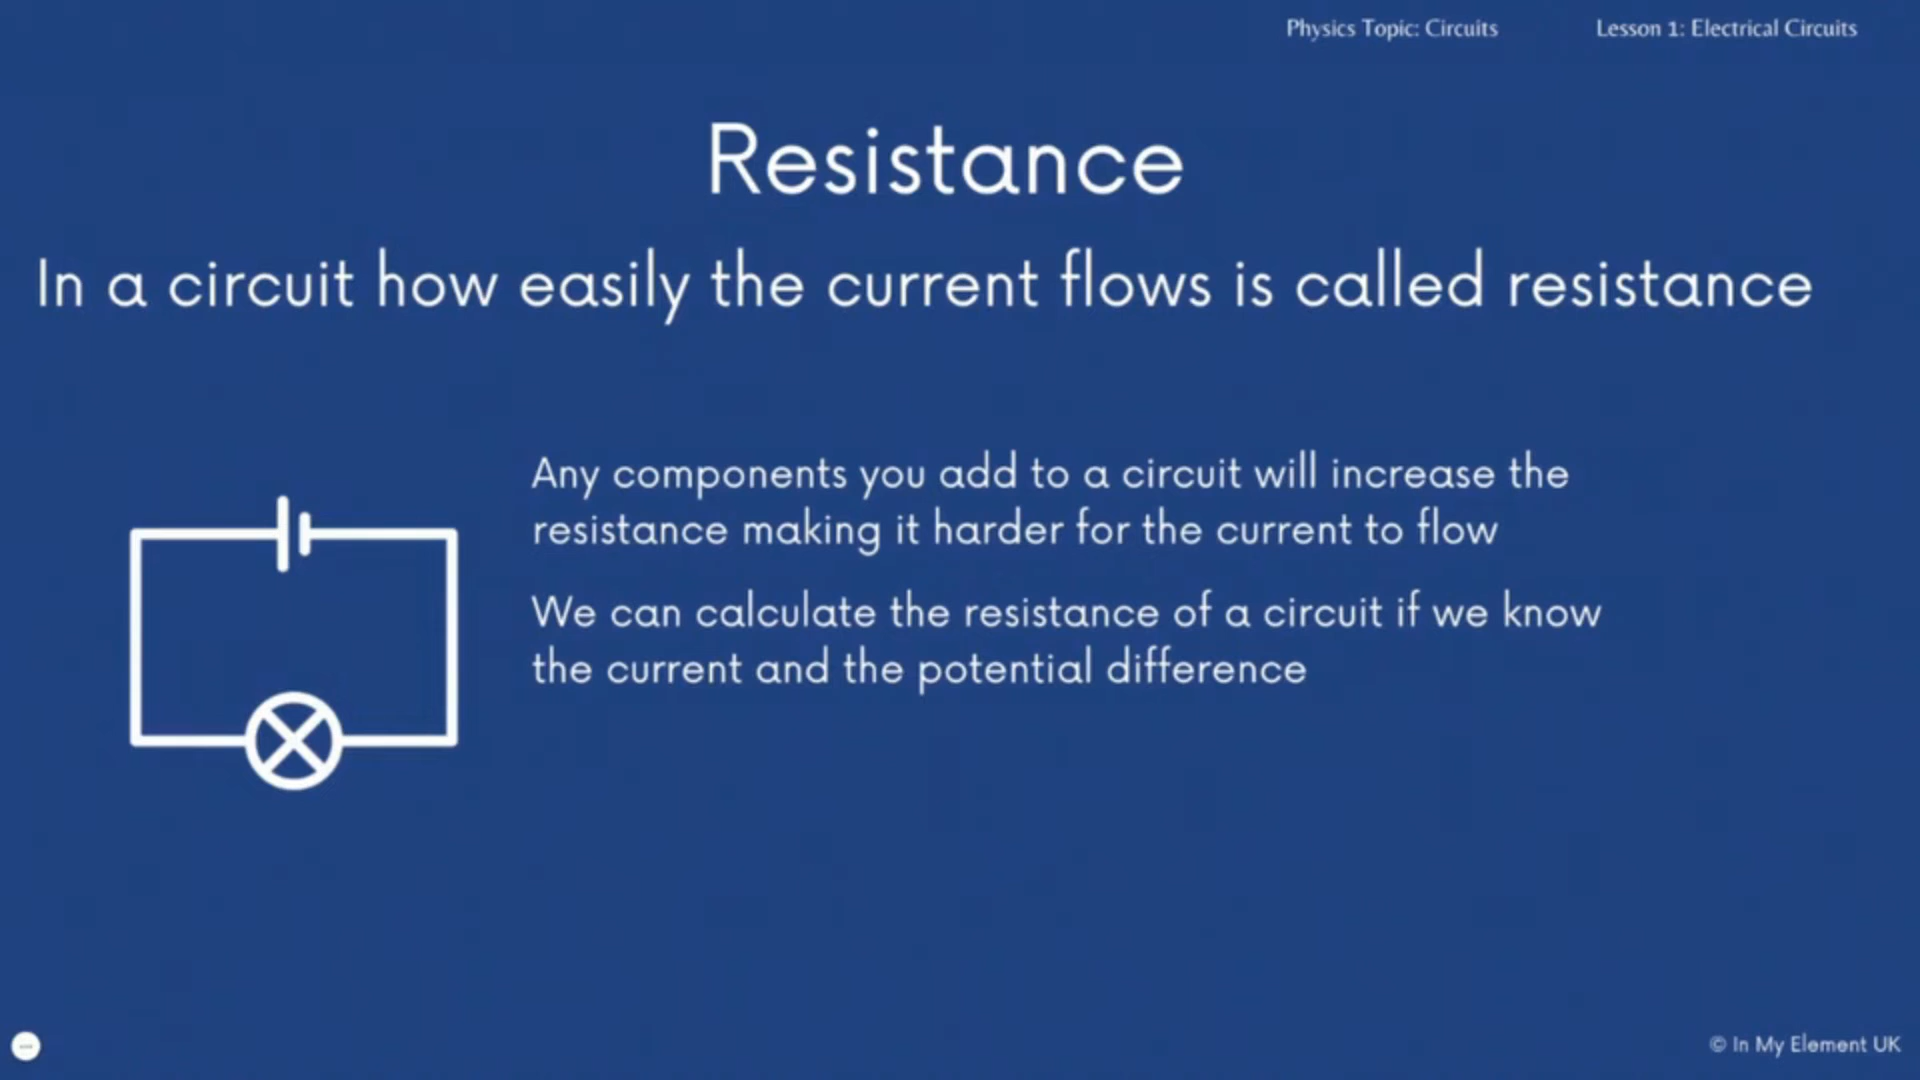 Physics Topic: Circuits
Lesson 1: Electrical Circuits
Resistance
In a circuit how easily the current flows is called resistance
Any components you add to a circuit will increase the
resistance making it harder for the current to flow
We can calculate the resistance of a circuit if we know
the current and the potential difference
© In My Element UK